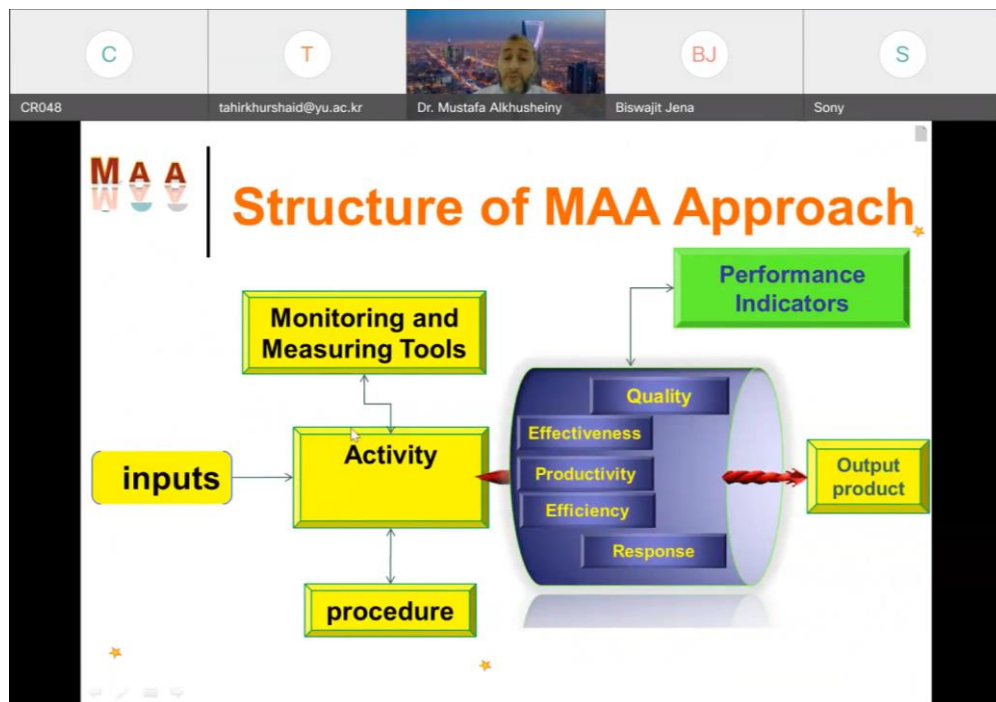 C
T
BJ
S
CR048
tahirkhurshaid@yu.ac.kr
Dr. Mustafa Alkhusheiny
Biswajit Jena
Sony
MAA
Structure of MAA Approach
Performance
Indicators
Monitoring and
Measuring Tools
Quality
Effectiveness
Activity
Productivity
inputs
Efficiency
Output
product
Response
procedure